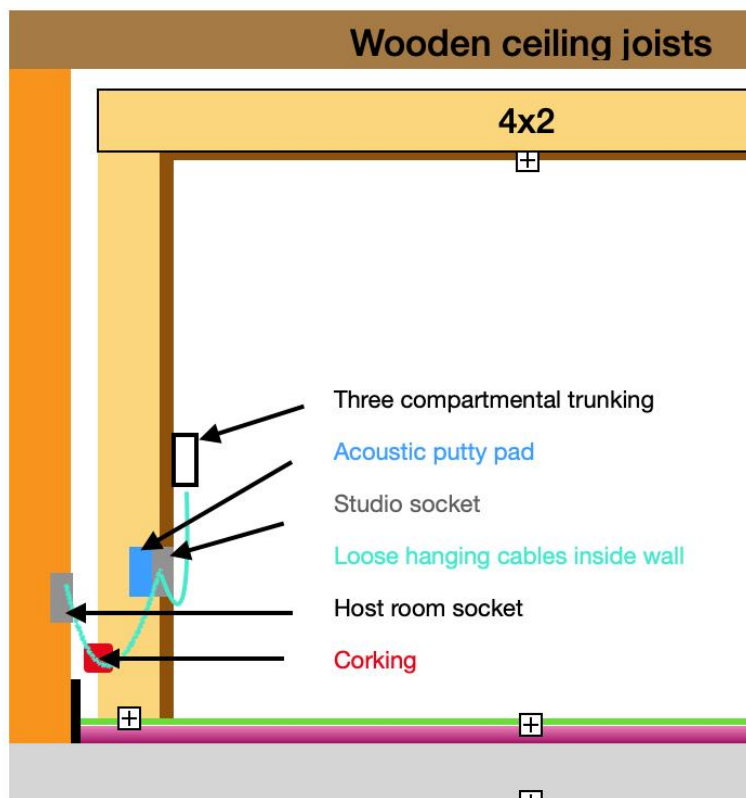 Wooden ceiling joists
4x2
Three compartmental trunking
Acoustic putty pad
Studio socket
Loose hanging cables inside wall
Host room socket
Corking